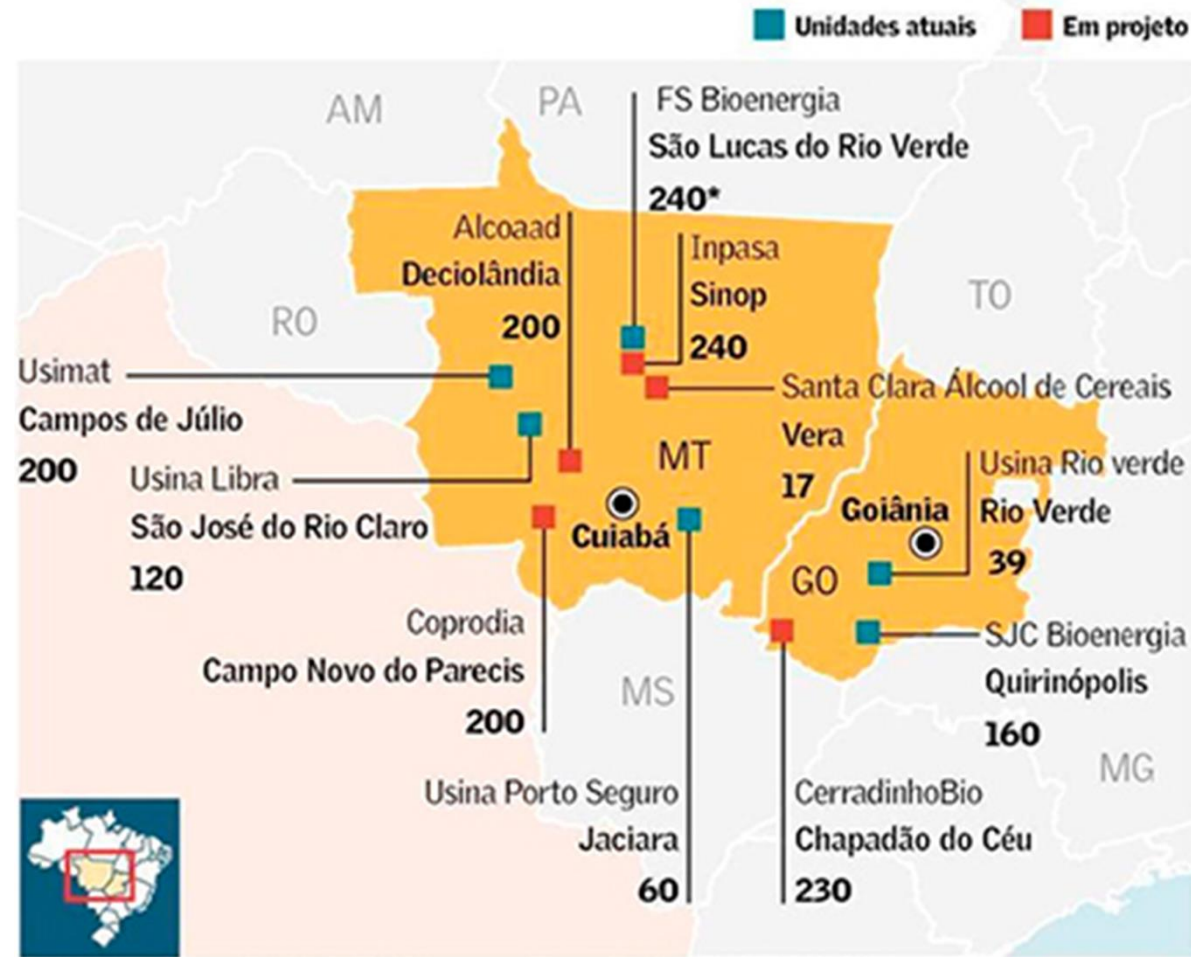 Unidades atuais
Em projeto
AM
PA
FS Bioenergia
São Lucas do Rio Verde
240*
Alcoaad
Deciolândia
200
Inpasa
Sinop
240
TO
RO
Usimat
Campos de Júlio
200
Santa Clara Álcool de Cereais
Vera
17
Usina Libra
São José do Rio Claro
120
MT
Cuiabá
Goiânia
Usina Rio verde
Rio Verde
39
GO
Coprodia
Campo Novo do Parecis
200
SJC Bioenergia
Quirinópolis
160
MS
MG
Usina Porto Seguro
Jaciara
60
CerradinhoBio
Chapadão do Céu
230